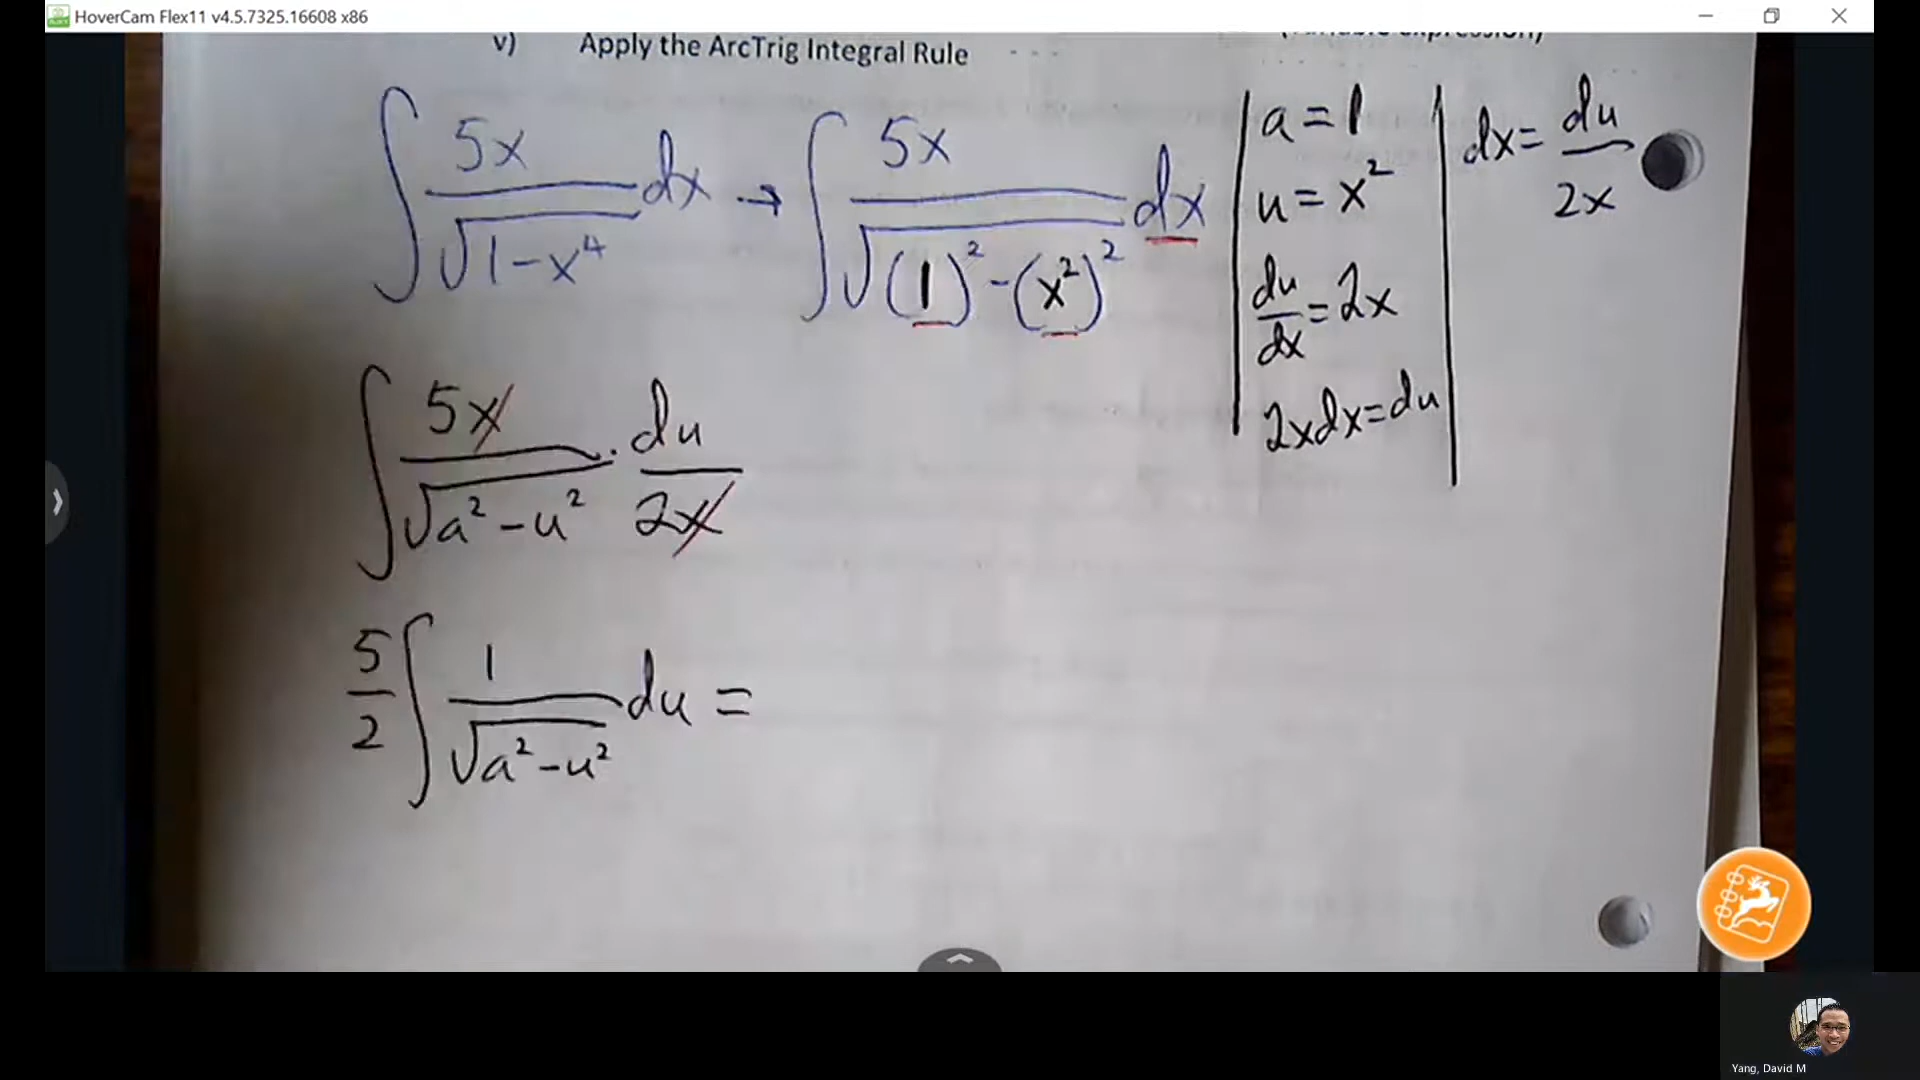 HoverCam Flex11 v4.5.7325.16608 x86
v) Apply the ArcTrig Integral Rule
∫ 5x/√(1-x⁴) dx → ∫ 5x/√((1)²-(x²)²) dx
a = 1
u = x²
du/dx = 2x
2xdx = du
dx = du/2x
∫ 5x/√(a²-u²) · du/2x
5/2 ∫ 1/√(a²-u²) du =
Yang, David M